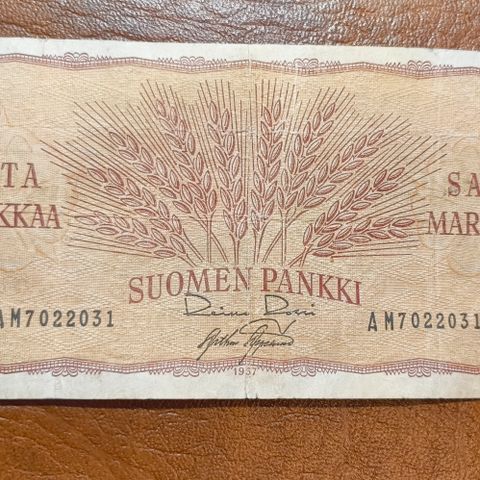 TA
KKAA
SA
MAR
SUOMEN PANKKI
AM7022031
AM7022031
1957